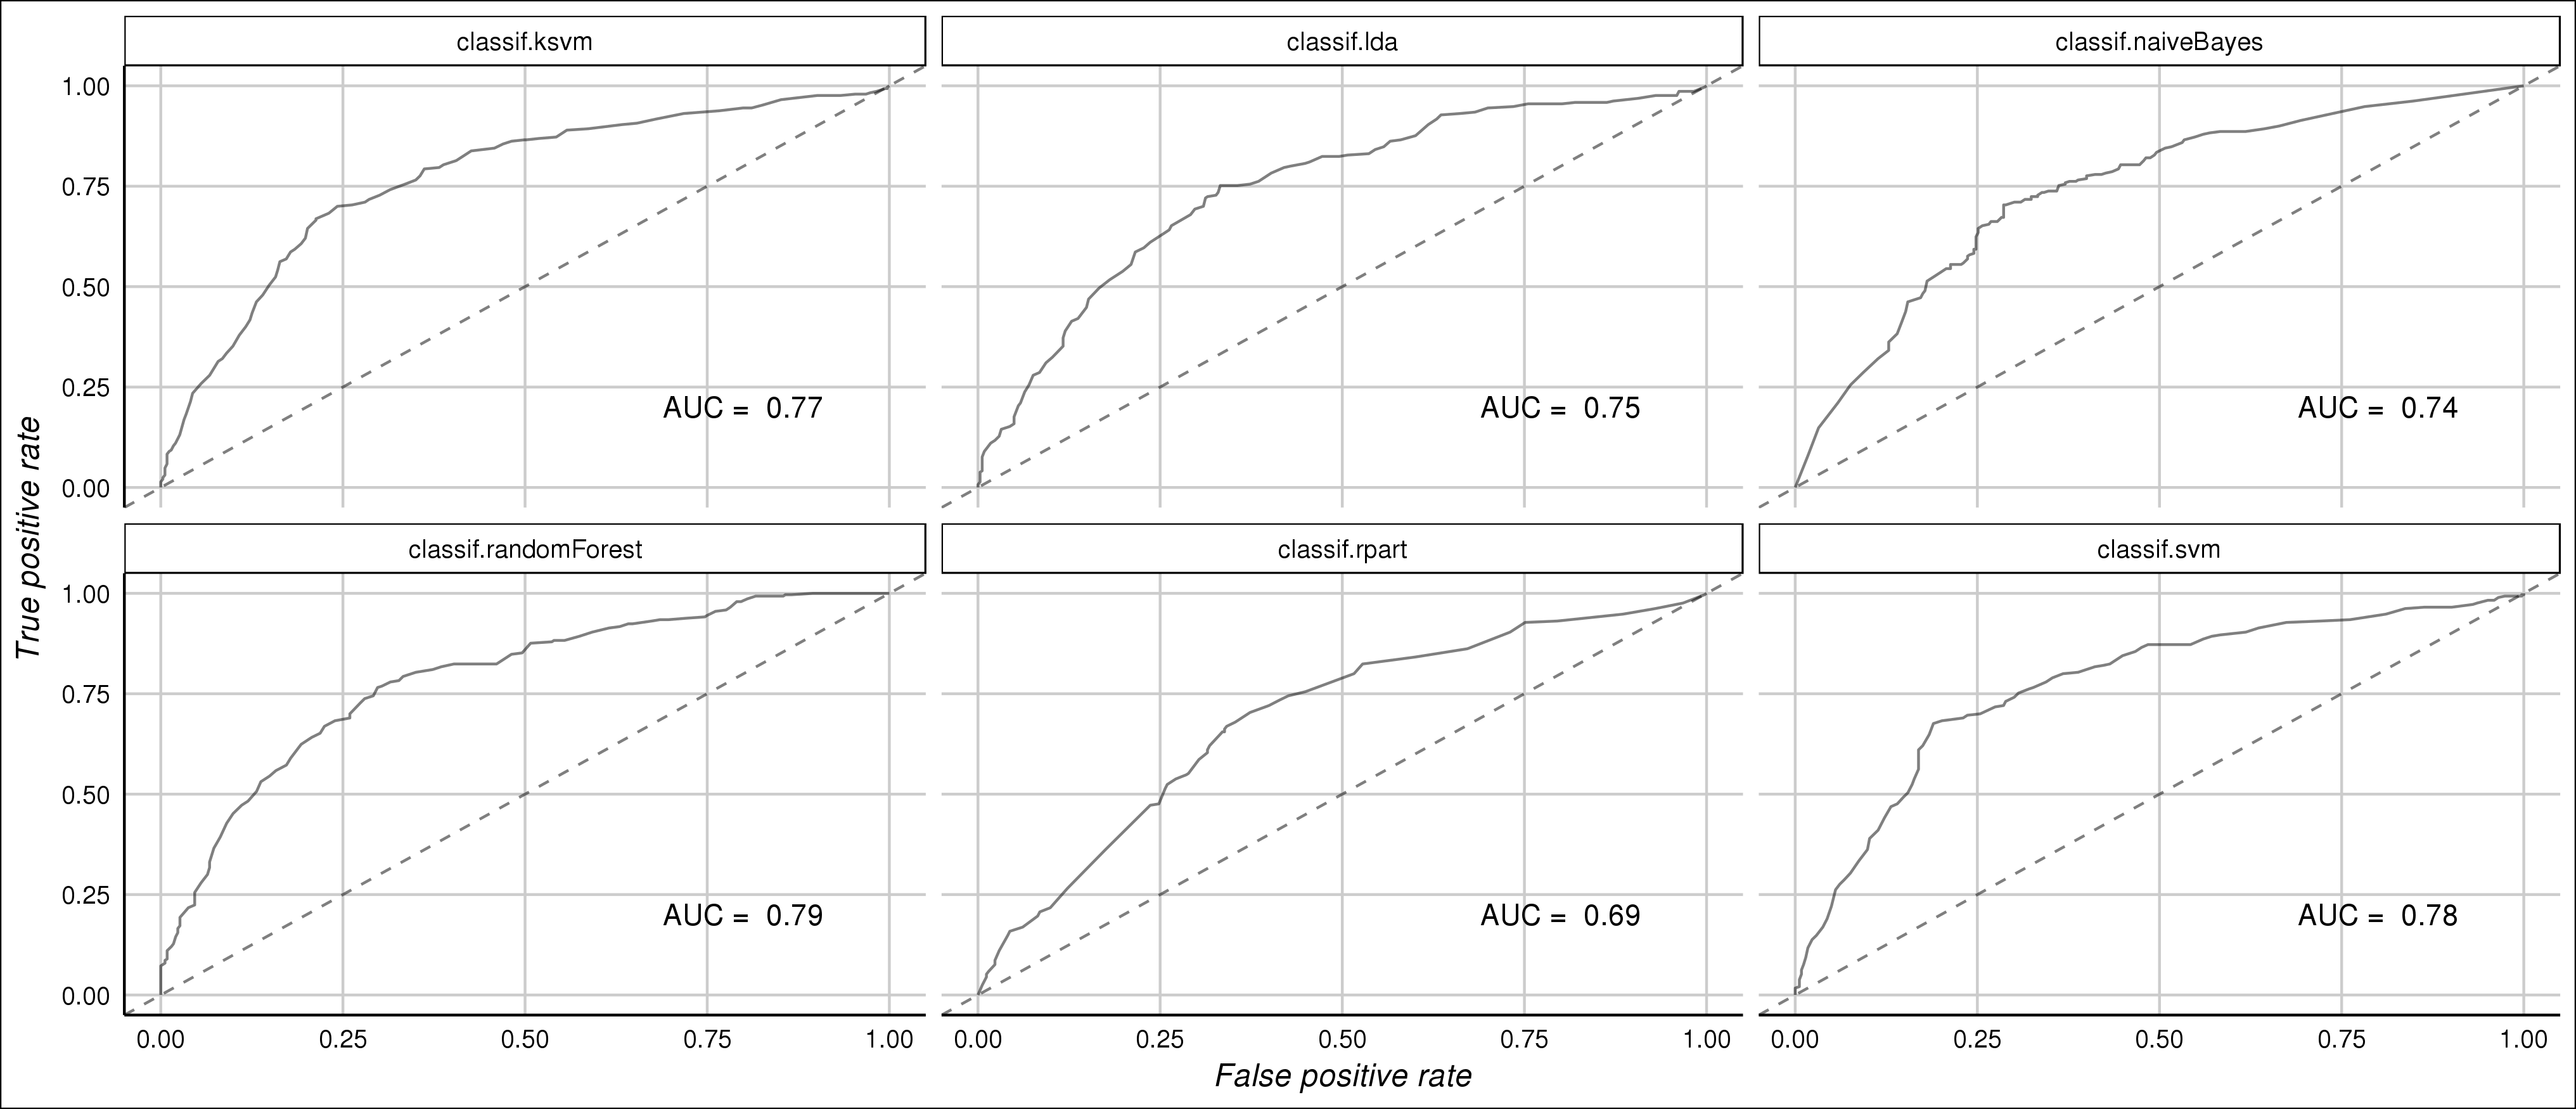 classif.ksvm
classif.lda
classif.naiveBayes
1.00
0.75
0.50
0.25
0.00
AUC = 0.77
AUC = 0.75
AUC = 0.74
True positive rate
classif.randomForest
classif.rpart
classif.svm
1.00
0.75
0.50
0.25
0.00
AUC = 0.79
AUC = 0.69
AUC = 0.78
0.00 0.25 0.50 0.75 1.00
0.00 0.25 0.50 0.75 1.00
0.00 0.25 0.50 0.75 1.00
False positive rate